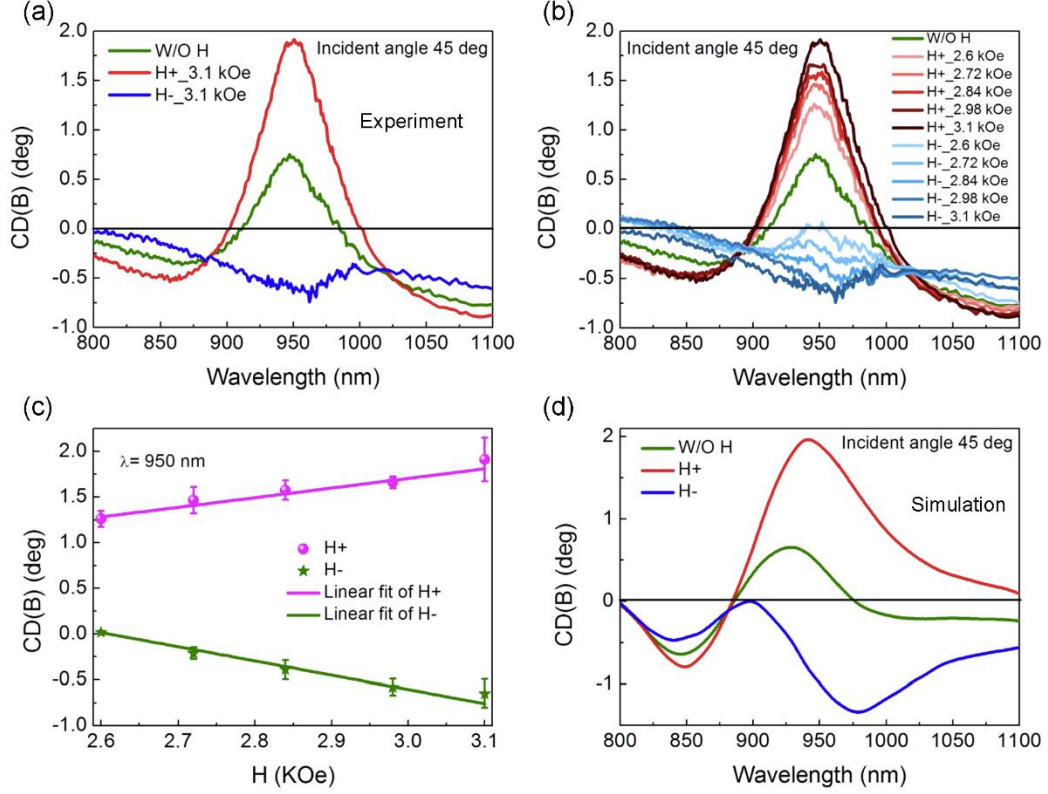 (a)
2.0
1.5
1.0
0.5
0.0
-0.5
-1.0
CD(B) (deg)
W/O H
H+_3.1 kOe
H-_3.1 kOe
Incident angle 45 deg
Experiment
800 850 900 950 1000 1050 1100
Wavelength (nm)
(b)
2.0
1.5
1.0
0.5
0.0
-0.5
-1.0
CD(B) (deg)
Incident angle 45 deg
W/O H
H+_2.6 kOe
H+_2.72 kOe
H+_2.84 kOe
H+_2.98 kOe
H+_3.1 kOe
H-_2.6 kOe
H-_2.72 kOe
H-_2.84 kOe
H-_2.98 kOe
H-_3.1 kOe
800 850 900 950 1000 1050 1100
Wavelength (nm)
(c)
2.0
1.5
1.0
0.5
0.0
-0.5
-1.0
CD(B) (deg)
λ= 950 nm
H+
H-
Linear fit of H+
Linear fit of H-
2.6 2.7 2.8 2.9 3.0 3.1
H (KOe)
(d)
2
1
0
-1
CD(B) (deg)
W/O H
H+
H-
Incident angle 45 deg
Simulation
800 850 900 950 1000 1050 1100
Wavelength (nm)